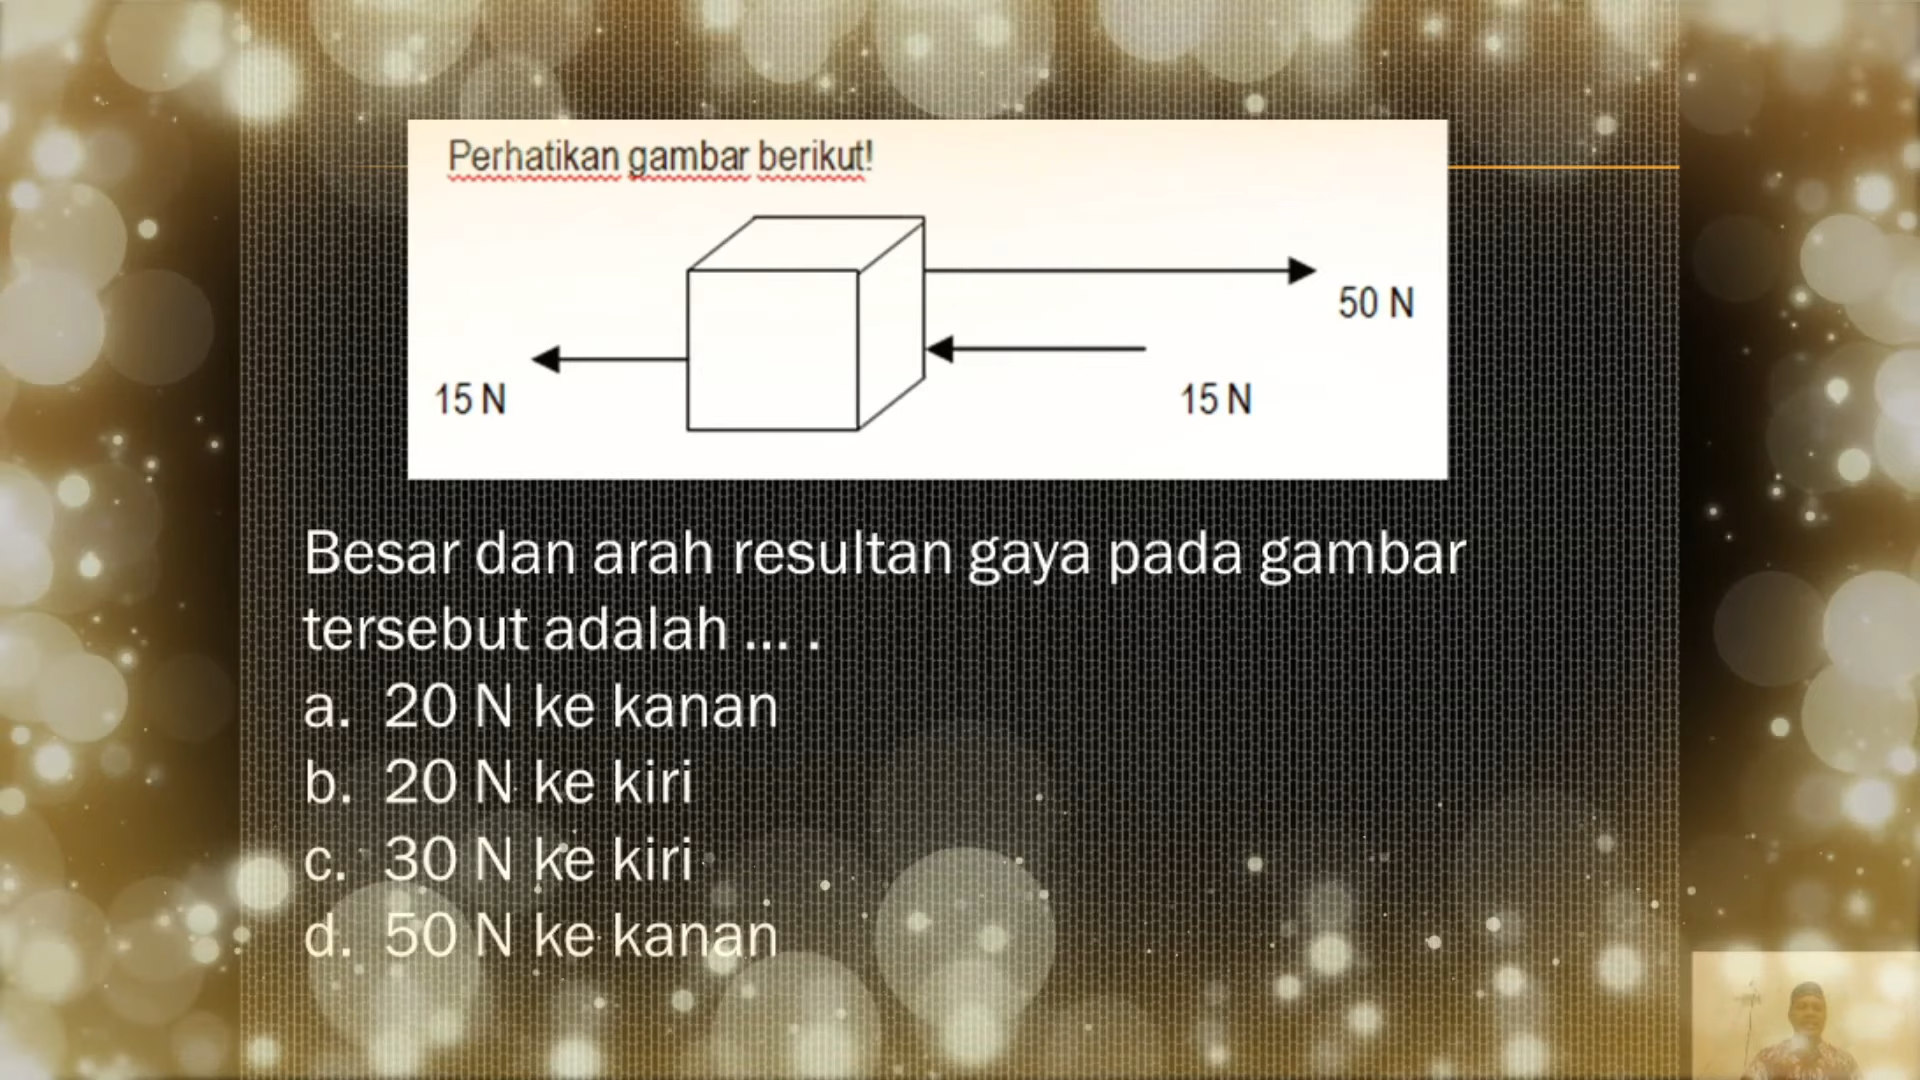 Perhatikan gambar berikut!
50 N
15 N
15 N
Besar dan arah resultan gaya pada gambar
tersebut adalah ... .
a. 20 N ke kanan
b. 20 N ke kiri
c. 30 N ke kiri
d. 50 N ke kanan